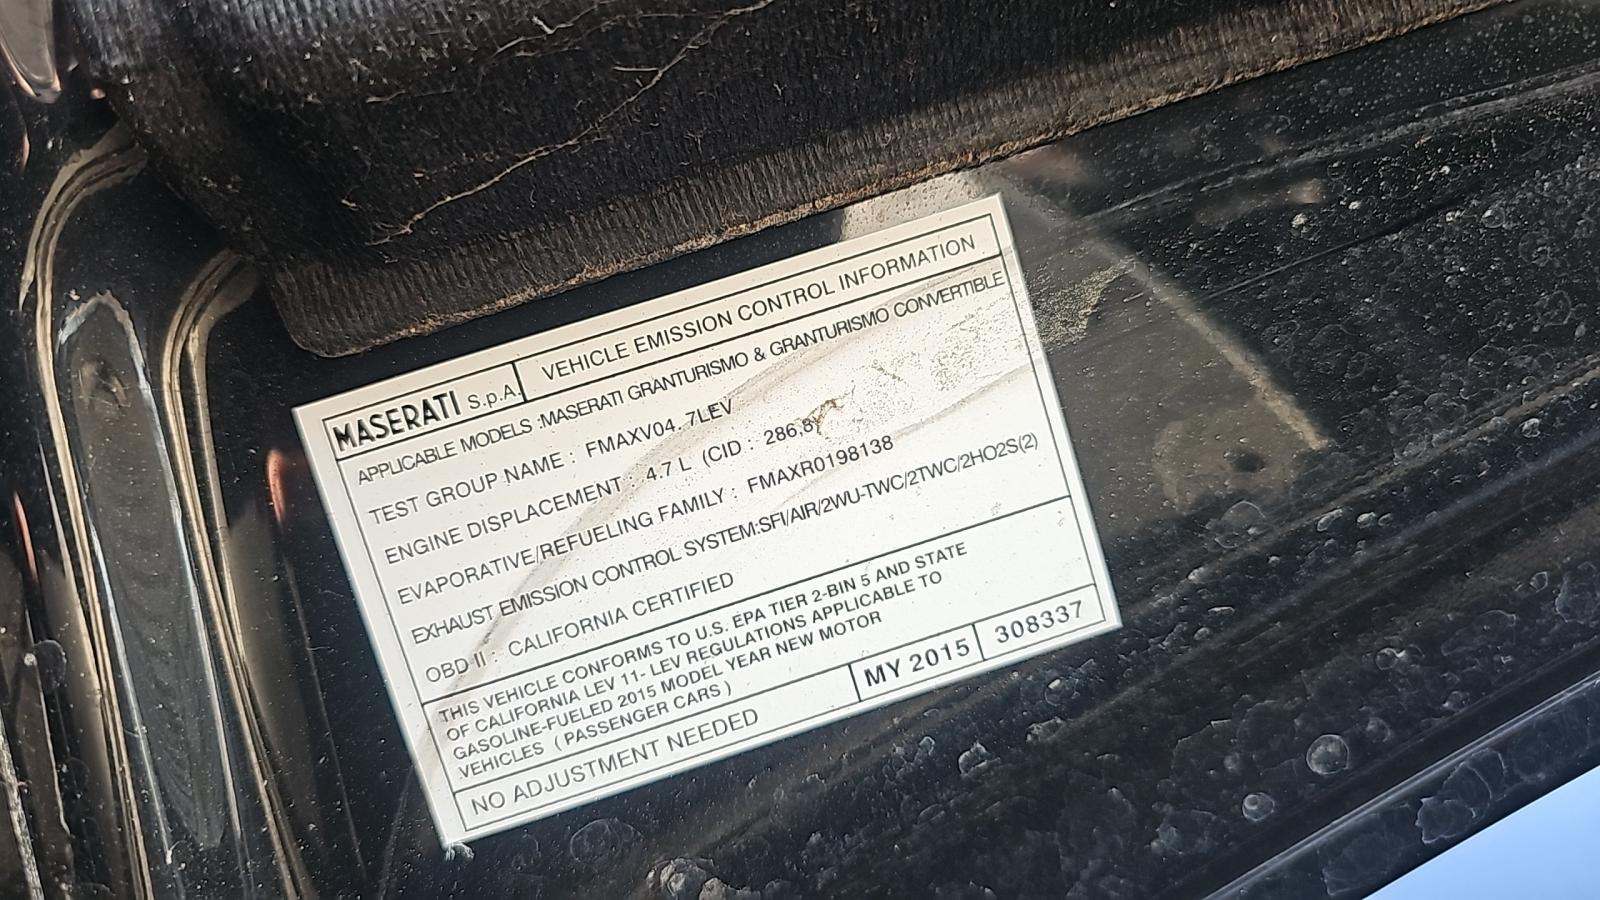 MASERATI S.p.A. VEHICLE EMISSION CONTROL INFORMATION
APPLICABLE MODELS :MASERATI GRANTURISMO & GRANTURISMO CONVERTIBLE
TEST GROUP NAME : FMAXV04.7LEV
ENGINE DISPLACEMENT : 4.7 L (CID : 286,8)
EVAPORATIVE/REFUELING FAMILY : FMAXR0198138
EXHAUST EMISSION CONTROL SYSTEM:SFI/AIR/2WU-TWC/2TWC/2HO2S(2)
OBD II : CALIFORNIA CERTIFIED
THIS VEHICLE CONFORMS TO U.S. EPA TIER 2-BIN 5 AND STATE
OF CALIFORNIA LEV 11- LEV REGULATIONS APPLICABLE TO
GASOLINE-FUELED 2015 MODEL YEAR NEW MOTOR
VEHICLES (PASSENGER CARS)
NO ADJUSTMENT NEEDED MY 2015 308337